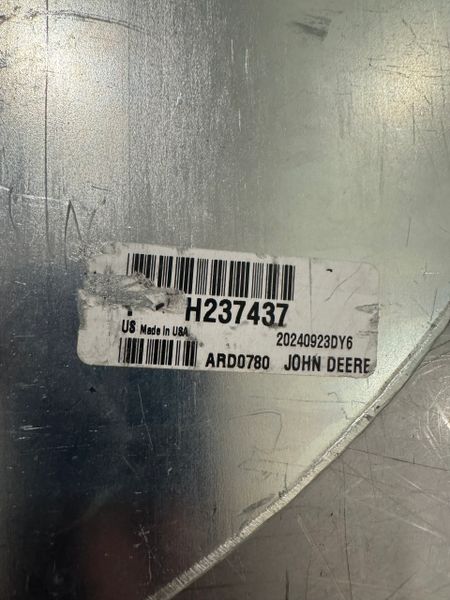 H237437
US Made In USA 20240923DY6
ARD0780 JOHN DEERE